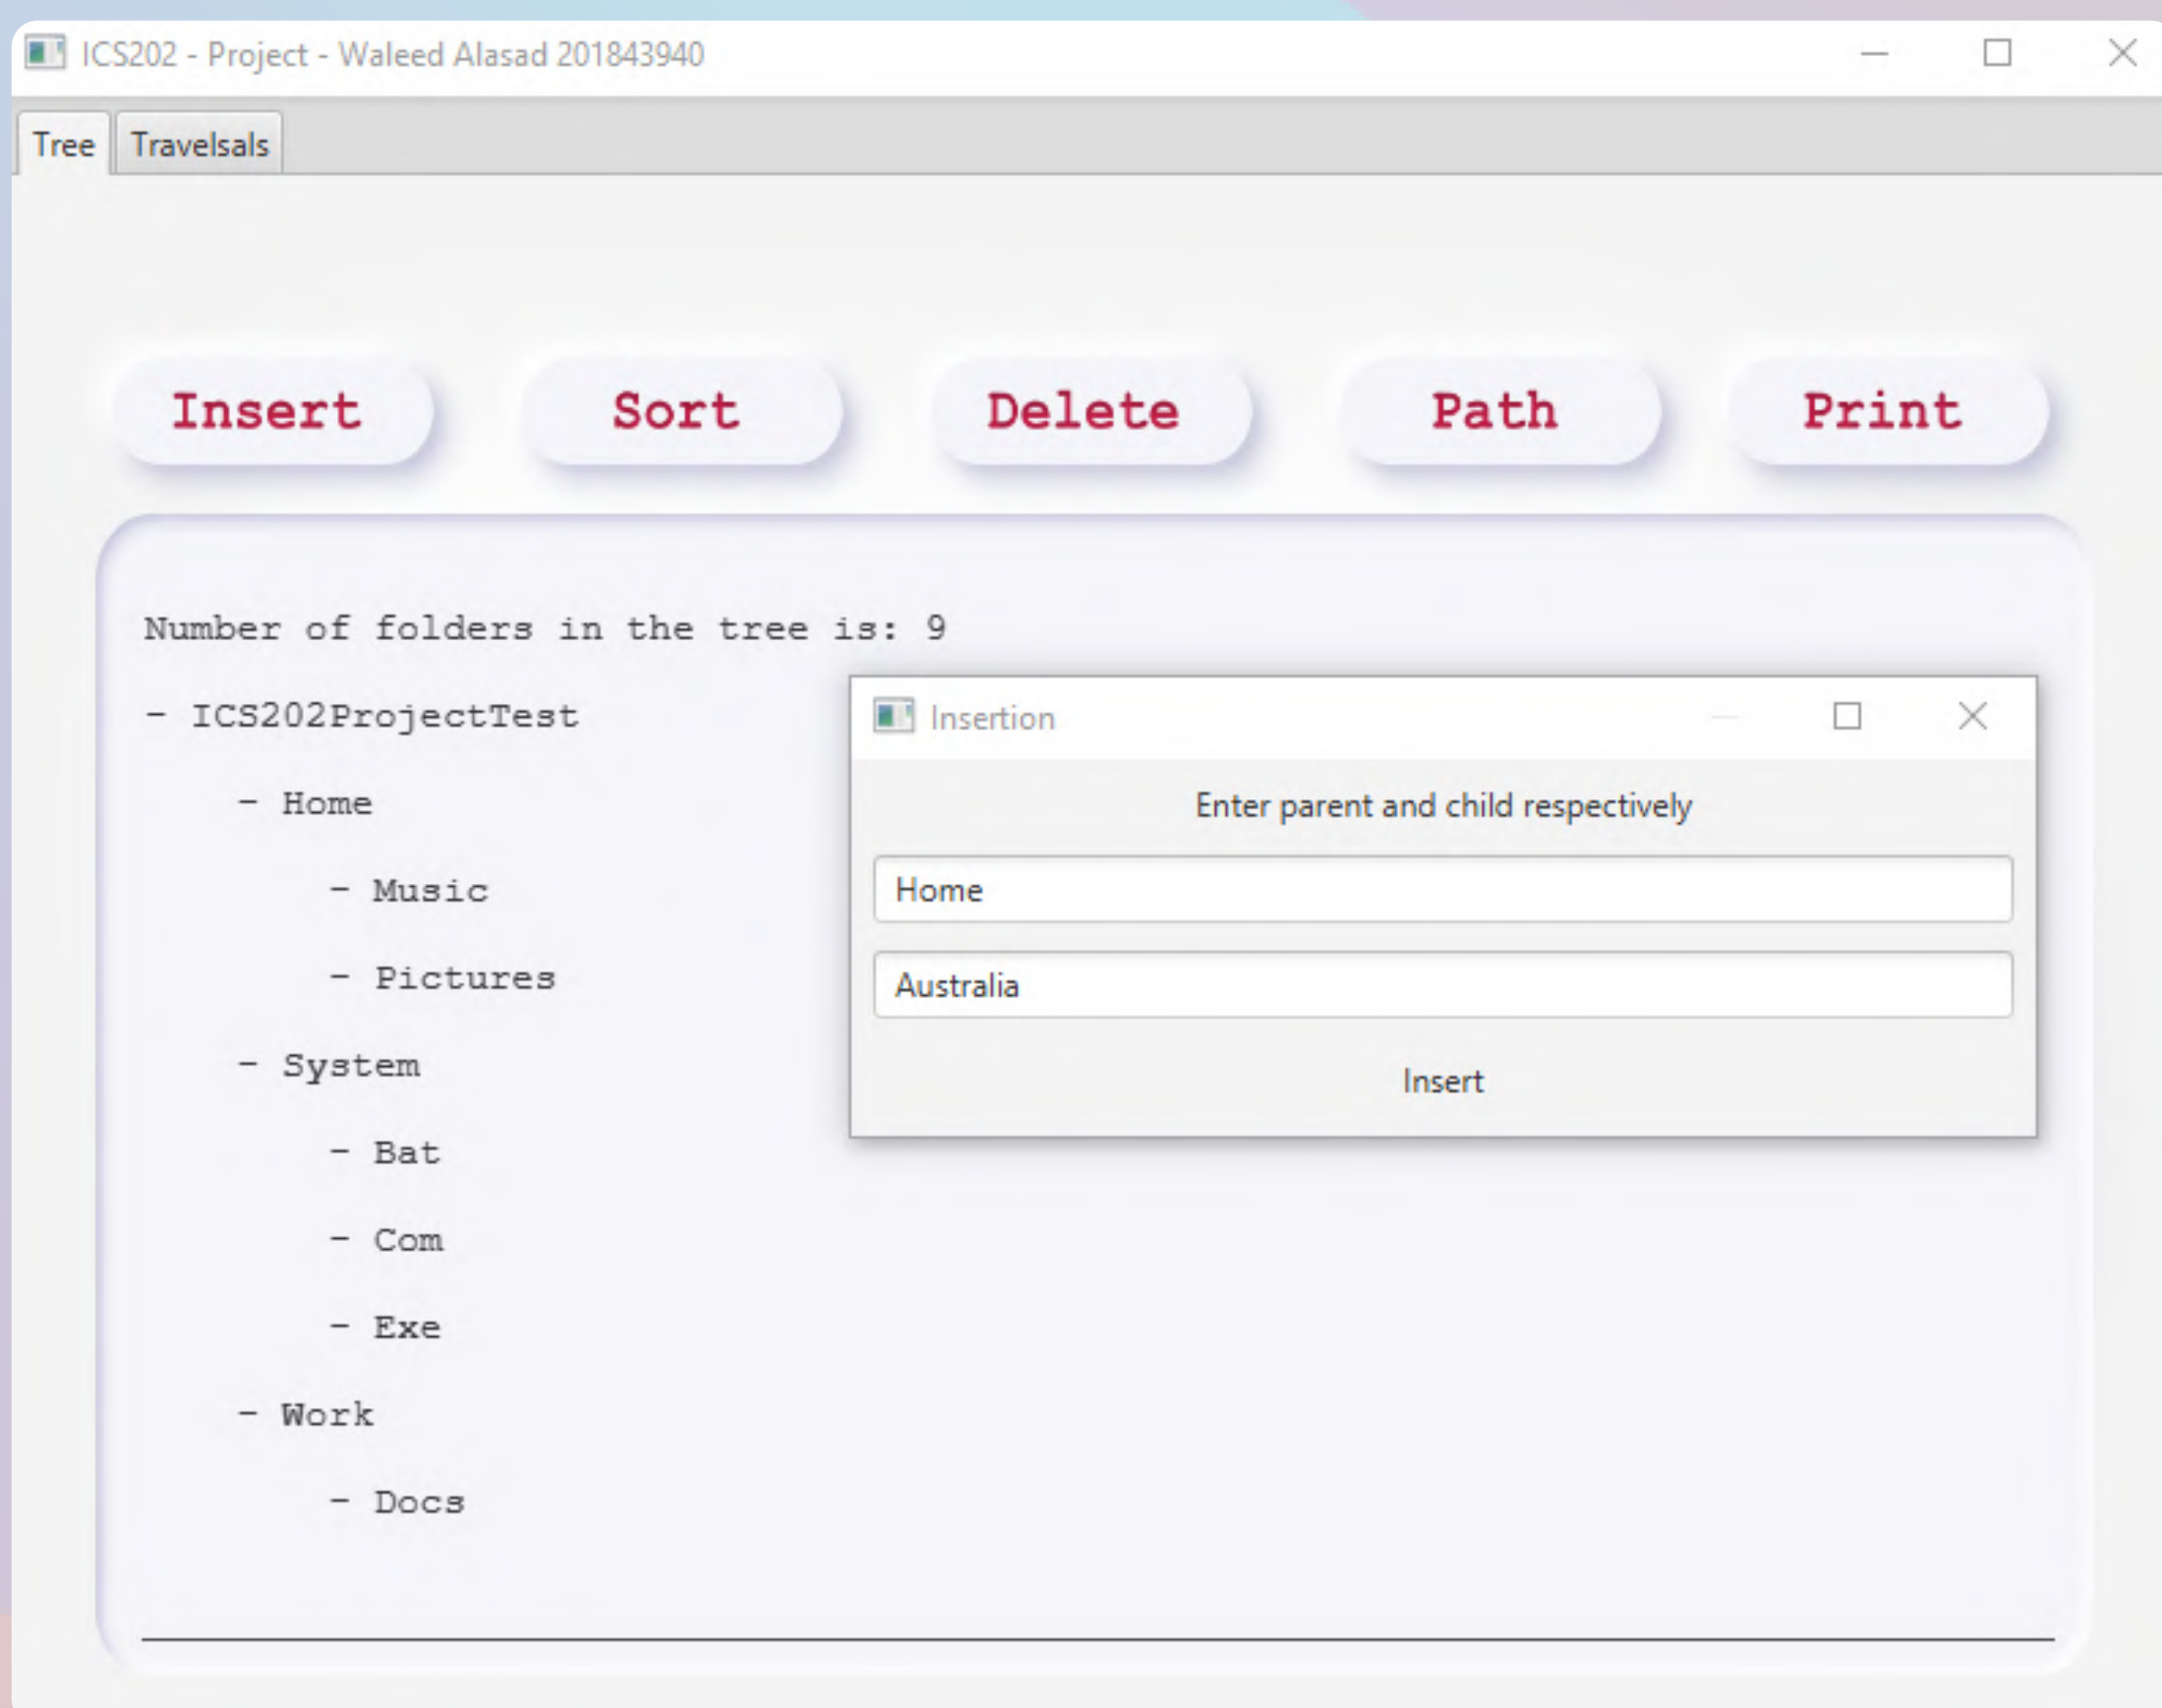 ICS202 - Project - Waleed Alasad 201843940
Tree Travelsals
Insert Sort Delete Path Print
Number of folders in the tree is: 9
- ICS202ProjectTest
- Home
- Music
- Pictures
- System
- Bat
- Com
- Exe
- Work
- Docs
Insertion
Enter parent and child respectively
Home
Australia
Insert